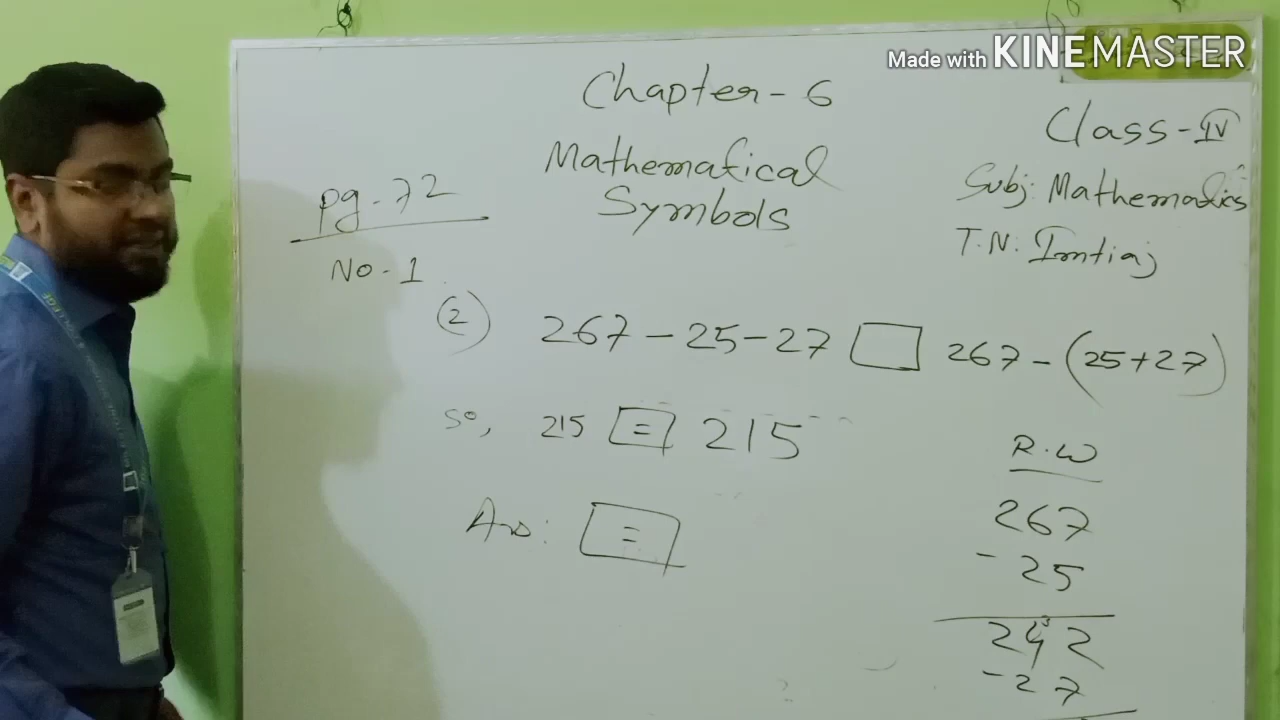 Made with KINEMASTER
Chapter - 6
Mathematical
Symbols
Class - IV
Subj: Mathematics
T.N: Imtiaj
pg. 72
No - 1
(2) 267 - 25 - 27 □ 267 - (25 + 27)
So, 215 = 215
Ans: =
R.W
267
- 25
242
- 27